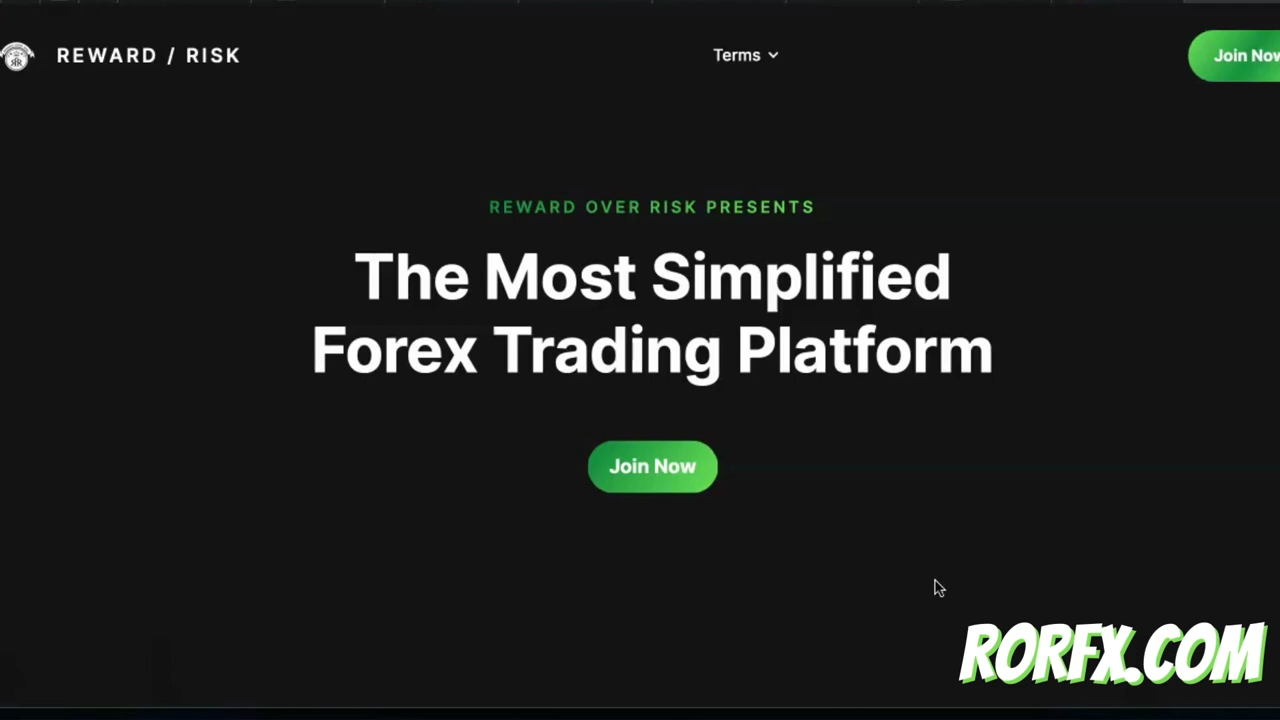 REWARD / RISK
Terms
Join Now
REWARD OVER RISK PRESENTS
The Most Simplified
Forex Trading Platform
Join Now
RORFX.COM